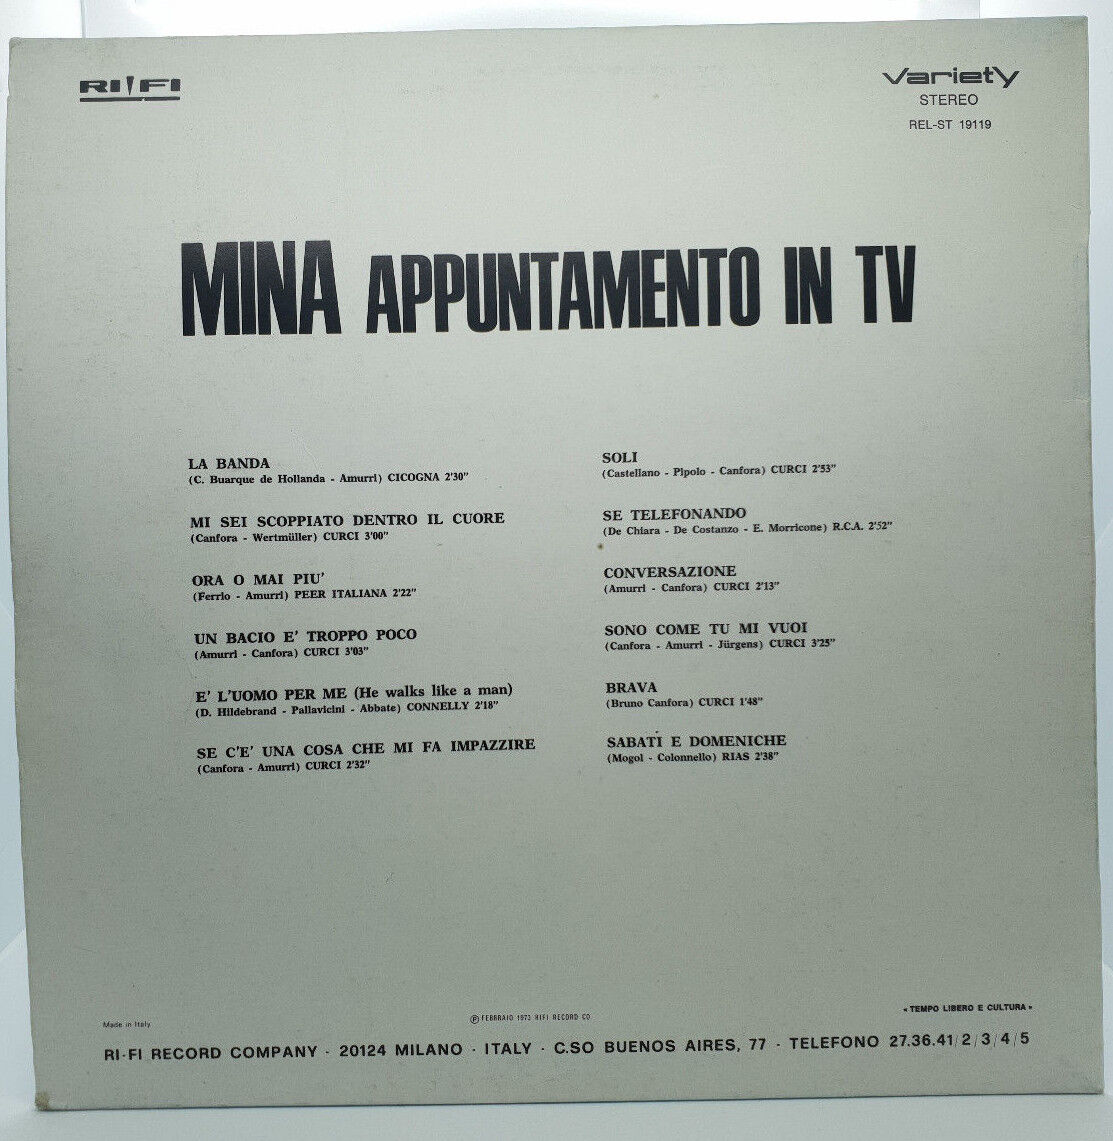 RI!FI
Variety
STEREO
REL-ST 19119
MINA APPUNTAMENTO IN TV
LA BANDA
(C. Buarque de Hollanda - Amurri) CICOGNA 2'30"
MI SEI SCOPPIATO DENTRO IL CUORE
(Canfora - Wertmüller) CURCI 3'00"
ORA O MAI PIU'
(Ferrio - Amurri) PEER ITALIANA 2'22"
UN BACIO E' TROPPO POCO
(Amurri - Canfora) CURCI 3'03"
E' L'UOMO PER ME (He walks like a man)
(D. Hildebrand - Pallavicini - Abbate) CONNELLY 2'18"
SE C'E' UNA COSA CHE MI FA IMPAZZIRE
(Canfora - Amurri) CURCI 2'32"
SOLI
(Castellano - Pipolo - Canfora) CURCI 2'53"
SE TELEFONANDO
(De Chiara - De Costanzo - E. Morricone) R.C.A. 2'52"
CONVERSAZIONE
(Amurri - Canfora) CURCI 2'13"
SONO COME TU MI VUOI
(Canfora - Amurri - Jürgens) CURCI 3'25"
BRAVA
(Bruno Canfora) CURCI 1'48"
SABATI E DOMENICHE
(Mogol - Colonnello) RIAS 2'38"
«TEMPO LIBERO E CULTURA»
Made in Italy
℗ FEBBRAIO 1973 RIFI RECORD CO.
RI-FI RECORD COMPANY · 20124 MILANO · ITALY · C.SO BUENOS AIRES, 77 · TELEFONO 27.36.41/2/3/4/5